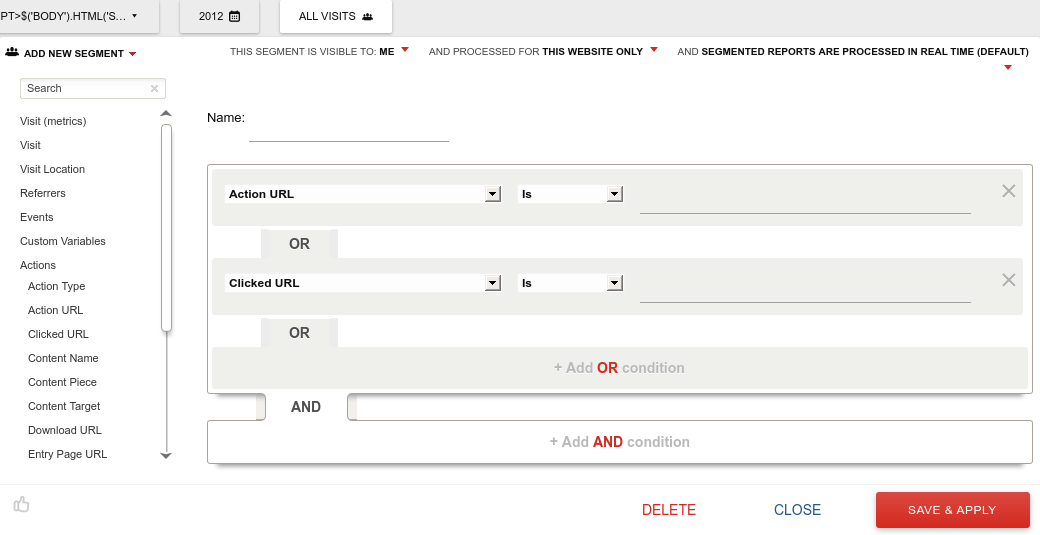 PT>$('BODY').HTML('S...
2012
ALL VISITS
ADD NEW SEGMENT
THIS SEGMENT IS VISIBLE TO: ME
AND PROCESSED FOR THIS WEBSITE ONLY
AND SEGMENTED REPORTS ARE PROCESSED IN REAL TIME (DEFAULT)
Search
Visit (metrics)
Visit
Visit Location
Referrers
Events
Custom Variables
Actions
Action Type
Action URL
Clicked URL
Content Name
Content Piece
Content Target
Download URL
Entry Page URL
Name:
Action URL
Is
OR
Clicked URL
Is
OR
+ Add OR condition
AND
+ Add AND condition
DELETE
CLOSE
SAVE & APPLY